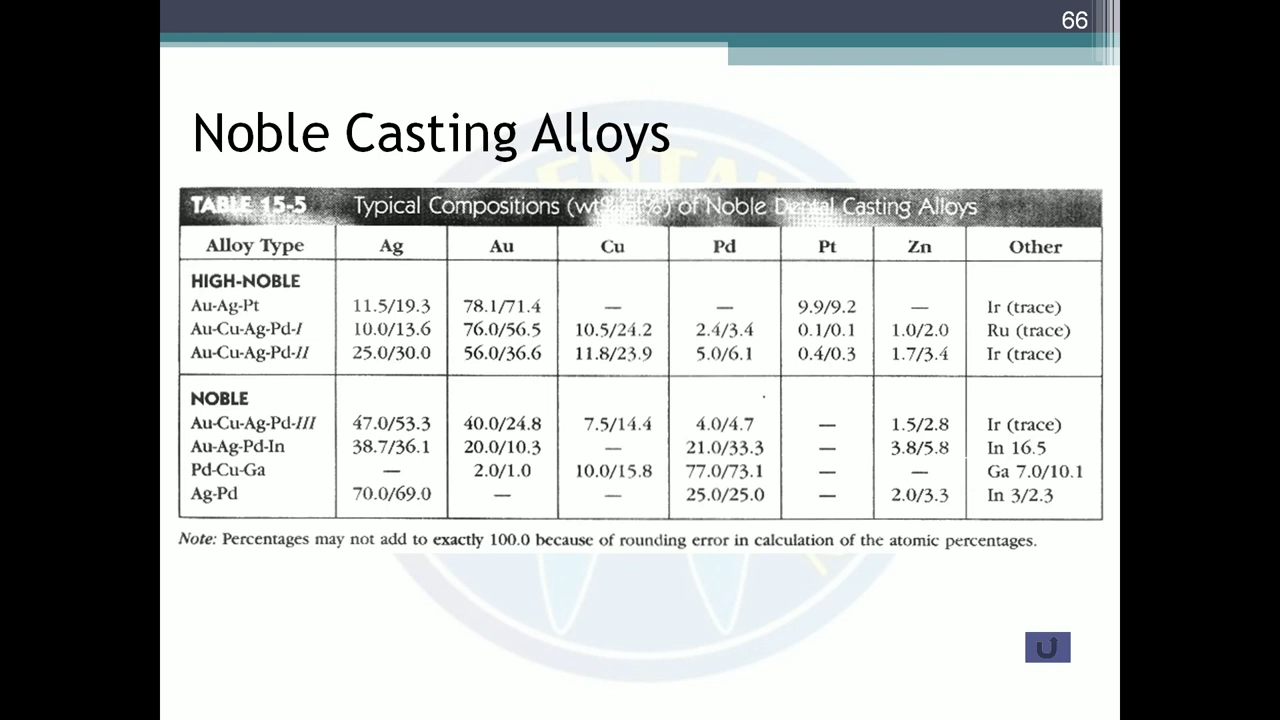 66
Noble Casting Alloys
TABLE 15-5 Typical Compositions (wt%/at%) of Noble Dental Casting Alloys
Alloy Type Ag Au Cu Pd Pt Zn Other
HIGH-NOBLE
Au-Ag-Pt 11.5/19.3 78.1/71.4 — — 9.9/9.2 — Ir (trace)
Au-Cu-Ag-Pd-I 10.0/13.6 76.0/56.5 10.5/24.2 2.4/3.4 0.1/0.1 1.0/2.0 Ru (trace)
Au-Cu-Ag-Pd-II 25.0/30.0 56.0/36.6 11.8/23.9 5.0/6.1 0.4/0.3 1.7/3.4 Ir (trace)
NOBLE
Au-Cu-Ag-Pd-III 47.0/53.3 40.0/24.8 7.5/14.4 4.0/4.7 — 1.5/2.8 Ir (trace)
Au-Ag-Pd-In 38.7/36.1 20.0/10.3 — 21.0/33.3 — 3.8/5.8 In 16.5
Pd-Cu-Ga — 2.0/1.0 10.0/15.8 77.0/73.1 — — Ga 7.0/10.1
Ag-Pd 70.0/69.0 — — 25.0/25.0 — 2.0/3.3 In 3/2.3
Note: Percentages may not add to exactly 100.0 because of rounding error in calculation of the atomic percentages.